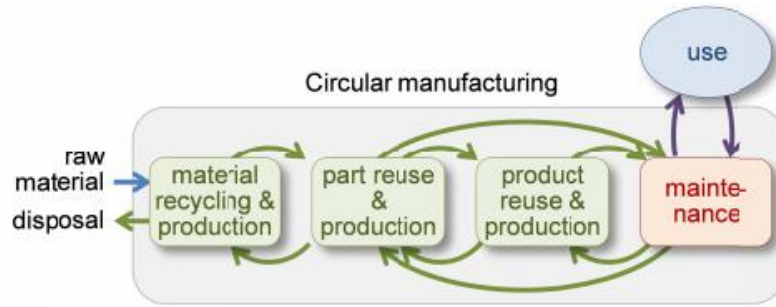 use
Circular manufacturing
raw
material
disposal
material
recycling &
production
part reuse
&
production
product
reuse &
production
mainte-
nance